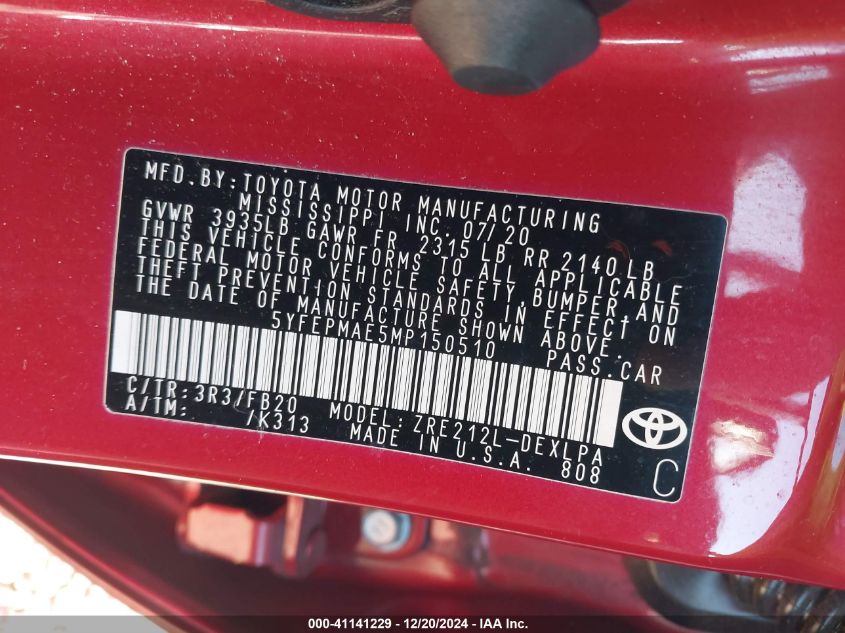 MFD.BY:TOYOTA MOTOR MANUFACTURING
MISSISSIPPI INC. 07/20
GVWR 3935LB GAWR FR 2315 LB RR 2140 LB
THIS VEHICLE CONFORMS TO ALL APPLICABLE
FEDERAL MOTOR VEHICLE SAFETY,BUMPER,AND
THEFT PREVENTION STANDARDS IN EFFECT ON
THE DATE OF MANUFACTURE SHOWN ABOVE.
5YFEPMAE5MP150510 PASS.CAR
C/TR:3R3/FB20 MODEL:ZRE212L-DEXLPA
A/TM: /K313 MADE IN U.S.A. 808
C
000-41141229 - 12/20/2024 - IAA Inc.